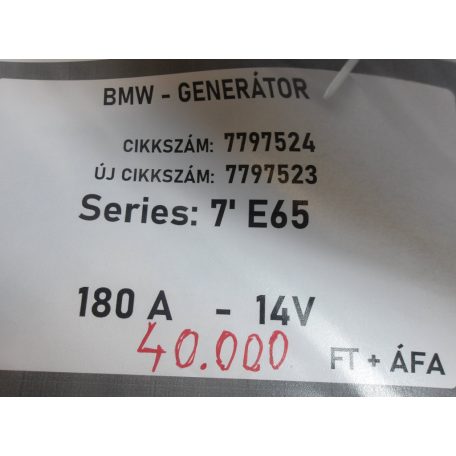 BMW - GENERÁTOR
CIKKSZÁM: 7797524
ÚJ CIKKSZÁM: 7797523
Series: 7' E65
180 A - 14V
40.000 FT + ÁFA